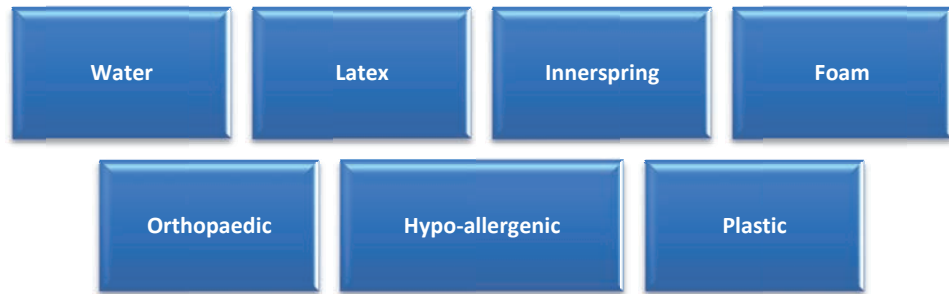 Water
Latex
Innerspring
Foam
Orthopaedic
Hypo-allergenic
Plastic